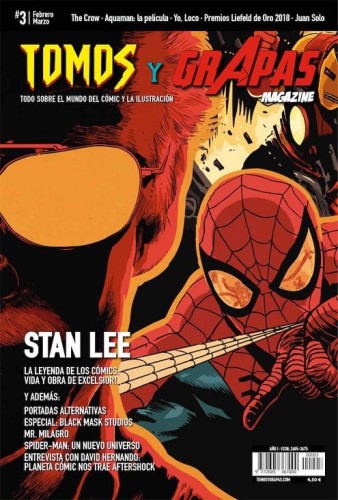 #3 | Febrero
Marzo
The Crow · Aquaman: la película · Yo, Loco · Premios Liefeld de Oro 2018 · Juan Solo
TOMOS Y GRAPAS
MAGAZINE
TODO SOBRE EL MUNDO DEL CÓMIC Y LA ILUSTRACIÓN
STAN LEE
LA LEYENDA DE LOS CÓMICS.
VIDA Y OBRA DE EXCELSIOR!
Y ADEMÁS:
PORTADAS ALTERNATIVAS
ESPECIAL: BLACK MASK STUDIOS
MR. MILAGRO
SPIDER-MAN: UN NUEVO UNIVERSO
ENTREVISTA CON DAVID HERNANDO:
PLANETA CÓMIC NOS TRAE AFTERSHOCK
TOMOSYGRAPAS.COM
4,50 €